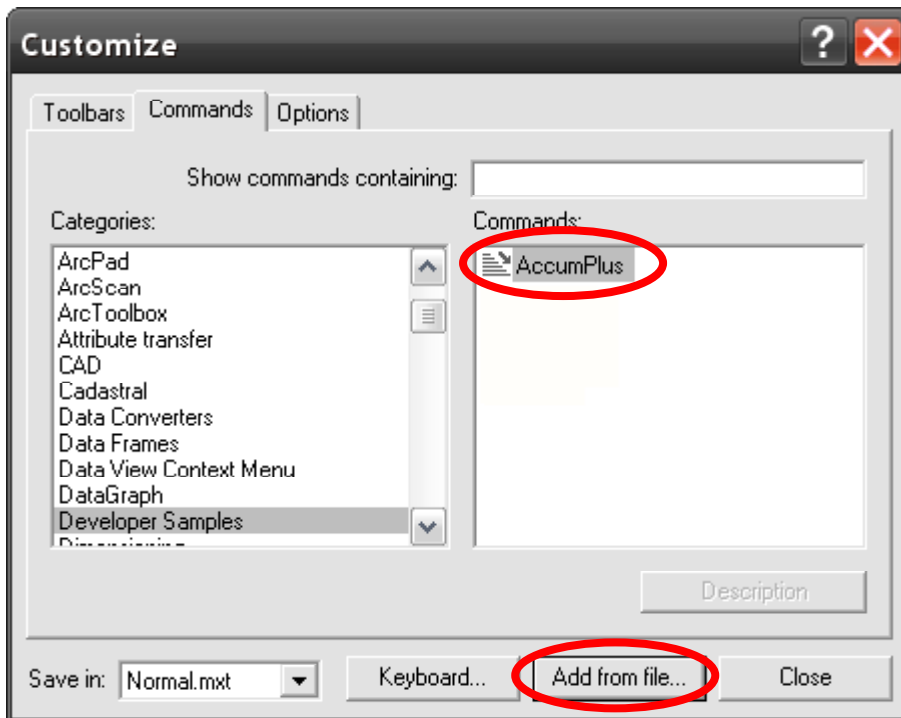 Customize
Toolbars Commands Options
Show commands containing:
Categories: Commands:
ArcPad
ArcScan
ArcToolbox
Attribute transfer
CAD
Cadastral
Data Converters
Data Frames
Data View Context Menu
DataGraph
Developer Samples
Dimensioning
AccumPlus
Description
Save in: Normal.mxt Keyboard... Add from file... Close